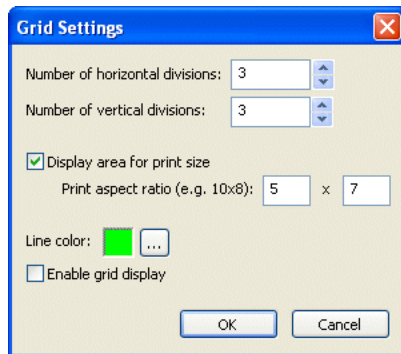 Grid Settings
Number of horizontal divisions: 3
Number of vertical divisions: 3
Display area for print size
Print aspect ratio (e.g. 10x8): 5 x 7
Line color: ...
Enable grid display
OK Cancel